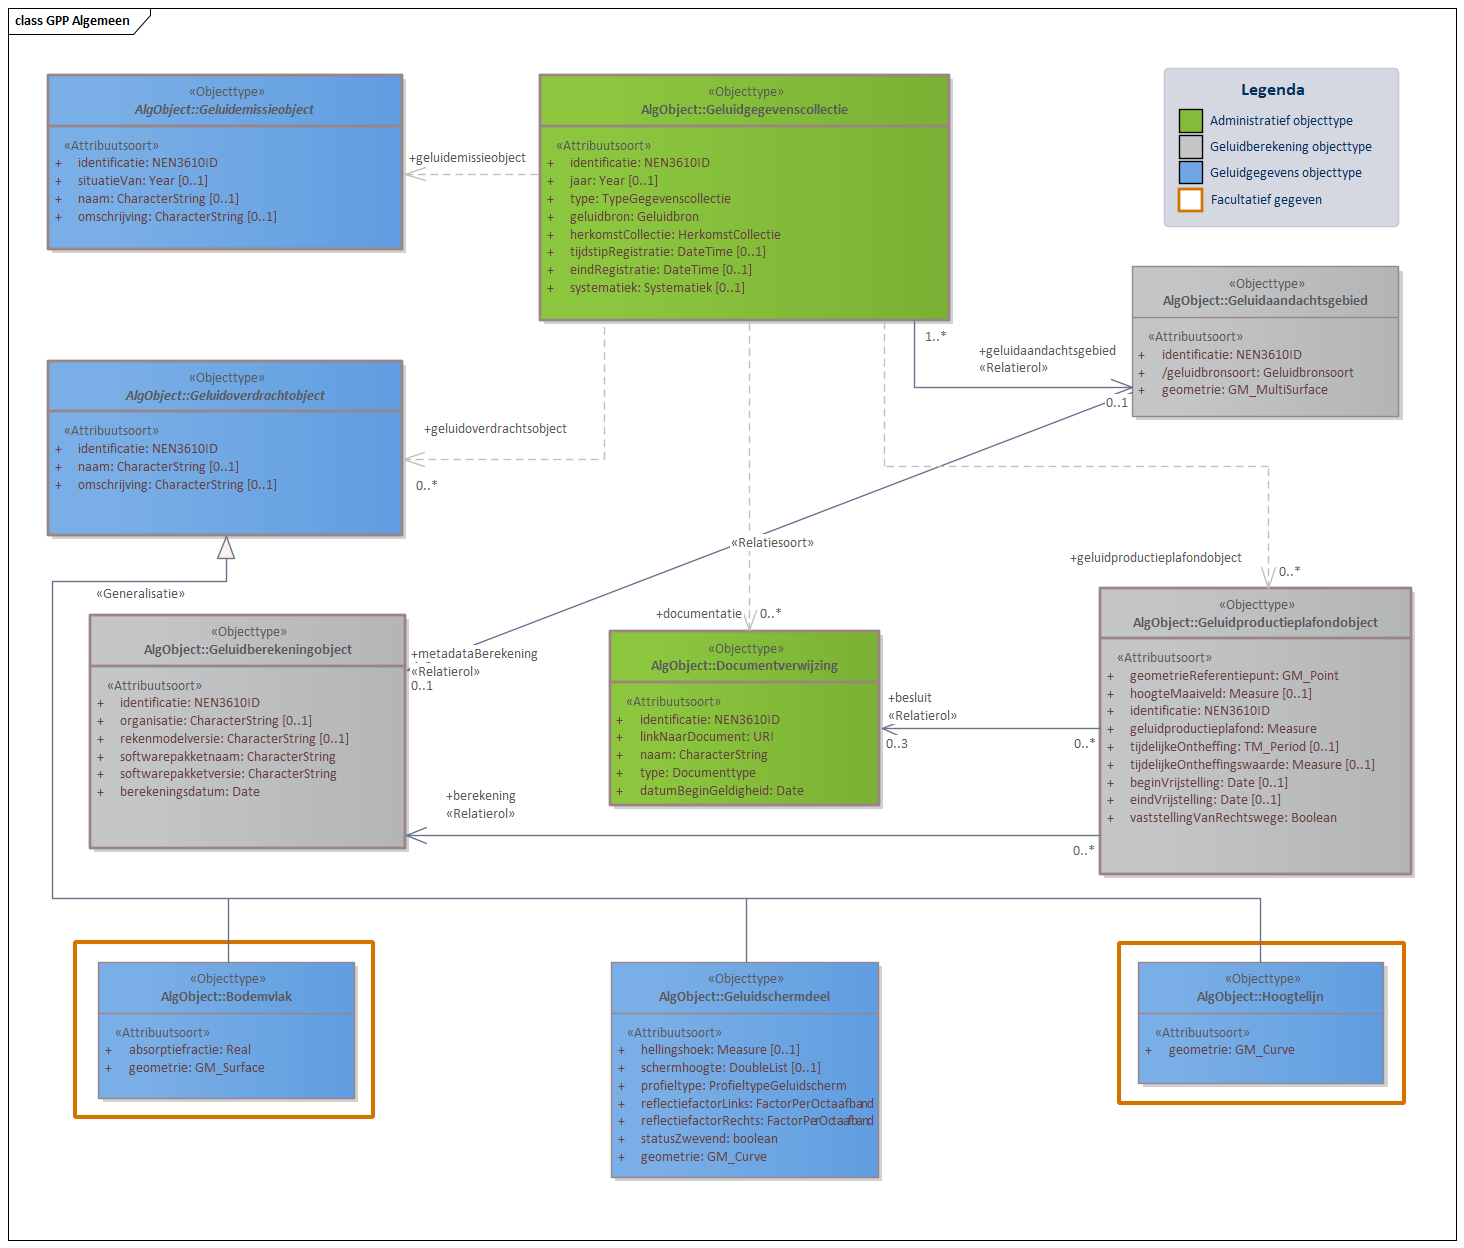 class GPP Algemeen
«Objecttype»
AlgObject::Geluidemissieobject
«Attribuutsoort»
+ identificatie: NEN3610ID
+ situatieVan: Year [0..1]
+ naam: CharacterString [0..1]
+ omschrijving: CharacterString [0..1]
+geluidemissieobject
«Objecttype»
AlgObject::Geluidgegevenscollectie
«Attribuutsoort»
+ identificatie: NEN3610ID
+ jaar: Year [0..1]
+ type: TypeGegevenscollectie
+ geluidbron: Geluidbron
+ herkomstCollectie: HerkomstCollectie
+ tijdstipRegistratie: DateTime [0..1]
+ eindRegistratie: DateTime [0..1]
+ systematiek: Systematiek [0..1]
Legenda
Administratief objecttype
Geluidberekening objecttype
Geluidgegevens objecttype
Facultatief gegeven
«Objecttype»
AlgObject::Geluidaandachtsgebied
«Attribuutsoort»
+ identificatie: NEN3610ID
+ /geluidbronsoort: Geluidbronsoort
+ geometrie: GM_MultiSurface
1..*
+geluidaandachtsgebied
«Relatierol»
0..1
«Objecttype»
AlgObject::Geluidoverdrachtobject
«Attribuutsoort»
+ identificatie: NEN3610ID
+ naam: CharacterString [0..1]
+ omschrijving: CharacterString [0..1]
+geluidoverdrachtsobject
0..*
«Relatiesoort»
+geluidproductieplafondobject
0..*
«Generalisatie»
+documentatie
0..*
«Objecttype»
AlgObject::Geluidberekeningobject
«Attribuutsoort»
+ identificatie: NEN3610ID
+ organisatie: CharacterString [0..1]
+ rekenmodelversie: CharacterString [0..1]
+ softwarepakketnaam: CharacterString
+ softwarepakketversie: CharacterString
+ berekeningsdatum: Date
+metadataBerekening
«Relatierol»
0..1
«Objecttype»
AlgObject::Documentverwijzing
«Attribuutsoort»
+ identificatie: NEN3610ID
+ linkNaarDocument: URI
+ naam: CharacterString
+ type: Documenttype
+ datumBeginGeldigheid: Date
+besluit
«Relatierol»
0..3
0..*
«Objecttype»
AlgObject::Geluidproductieplafondobject
«Attribuutsoort»
+ geometrieReferentiepunt: GM_Point
+ hoogteMaaiveld: Measure [0..1]
+ identificatie: NEN3610ID
+ geluidproductieplafond: Measure
+ tijdelijkeOntheffing: TM_Period [0..1]
+ tijdelijkeOntheffingswaarde: Measure [0..1]
+ beginVrijstelling: Date [0..1]
+ eindVrijstelling: Date [0..1]
+ vaststellingVanRechtswege: Boolean
+berekening
«Relatierol»
0..*
«Objecttype»
AlgObject::Bodemvlak
«Attribuutsoort»
+ absorptiefractie: Real
+ geometrie: GM_Surface
«Objecttype»
AlgObject::Geluidschermdeel
«Attribuutsoort»
+ hellingshoek: Measure [0..1]
+ schermhoogte: DoubleList [0..1]
+ profieltype: ProfieltypeGeluidscherm
+ reflectiefactorLinks: FactorPerOctaafband
+ reflectiefactorRechts: FactorPerOctaafband
+ statusZwevend: boolean
+ geometrie: GM_Curve
«Objecttype»
AlgObject::Hoogtelijn
«Attribuutsoort»
+ geometrie: GM_Curve